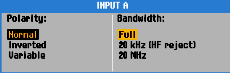 INPUT A
Polarity: Bandwidth:
Normal Full
Inverted 20 kHz (HF reject)
Variable 20 MHz